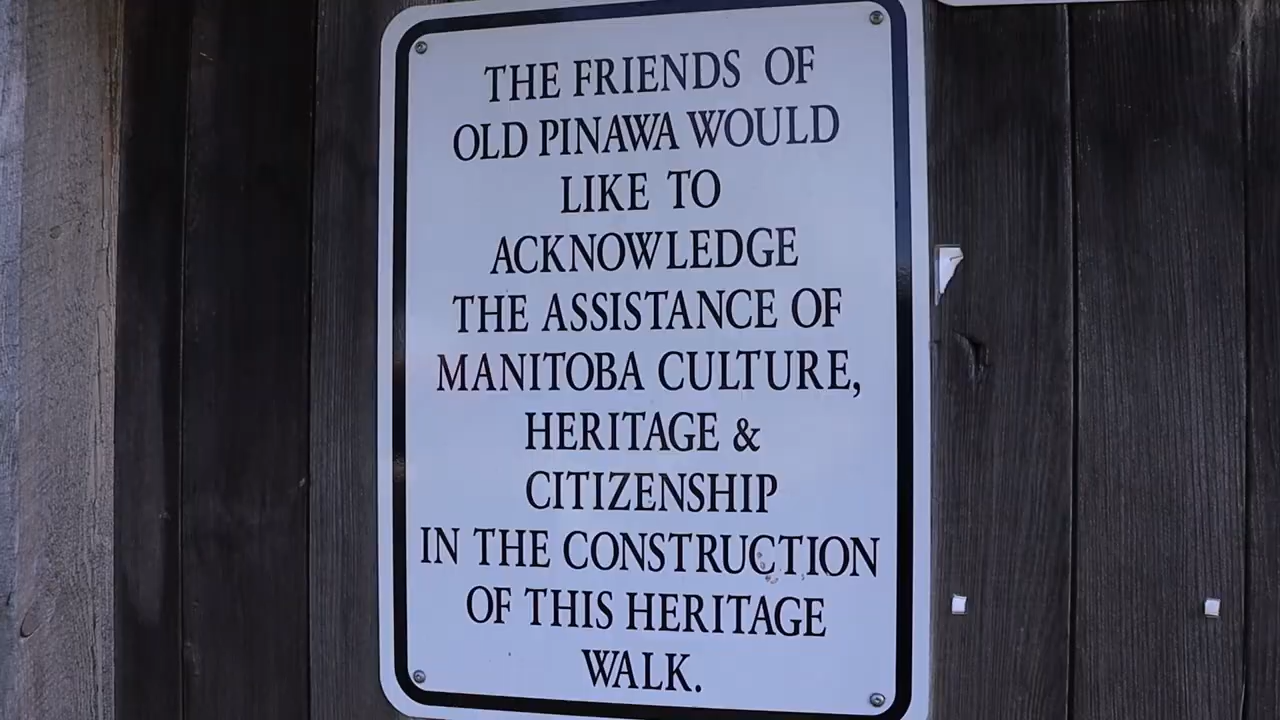 THE FRIENDS OF
OLD PINAWA WOULD
LIKE TO
ACKNOWLEDGE
THE ASSISTANCE OF
MANITOBA CULTURE,
HERITAGE &
CITIZENSHIP
IN THE CONSTRUCTION
OF THIS HERITAGE
WALK.